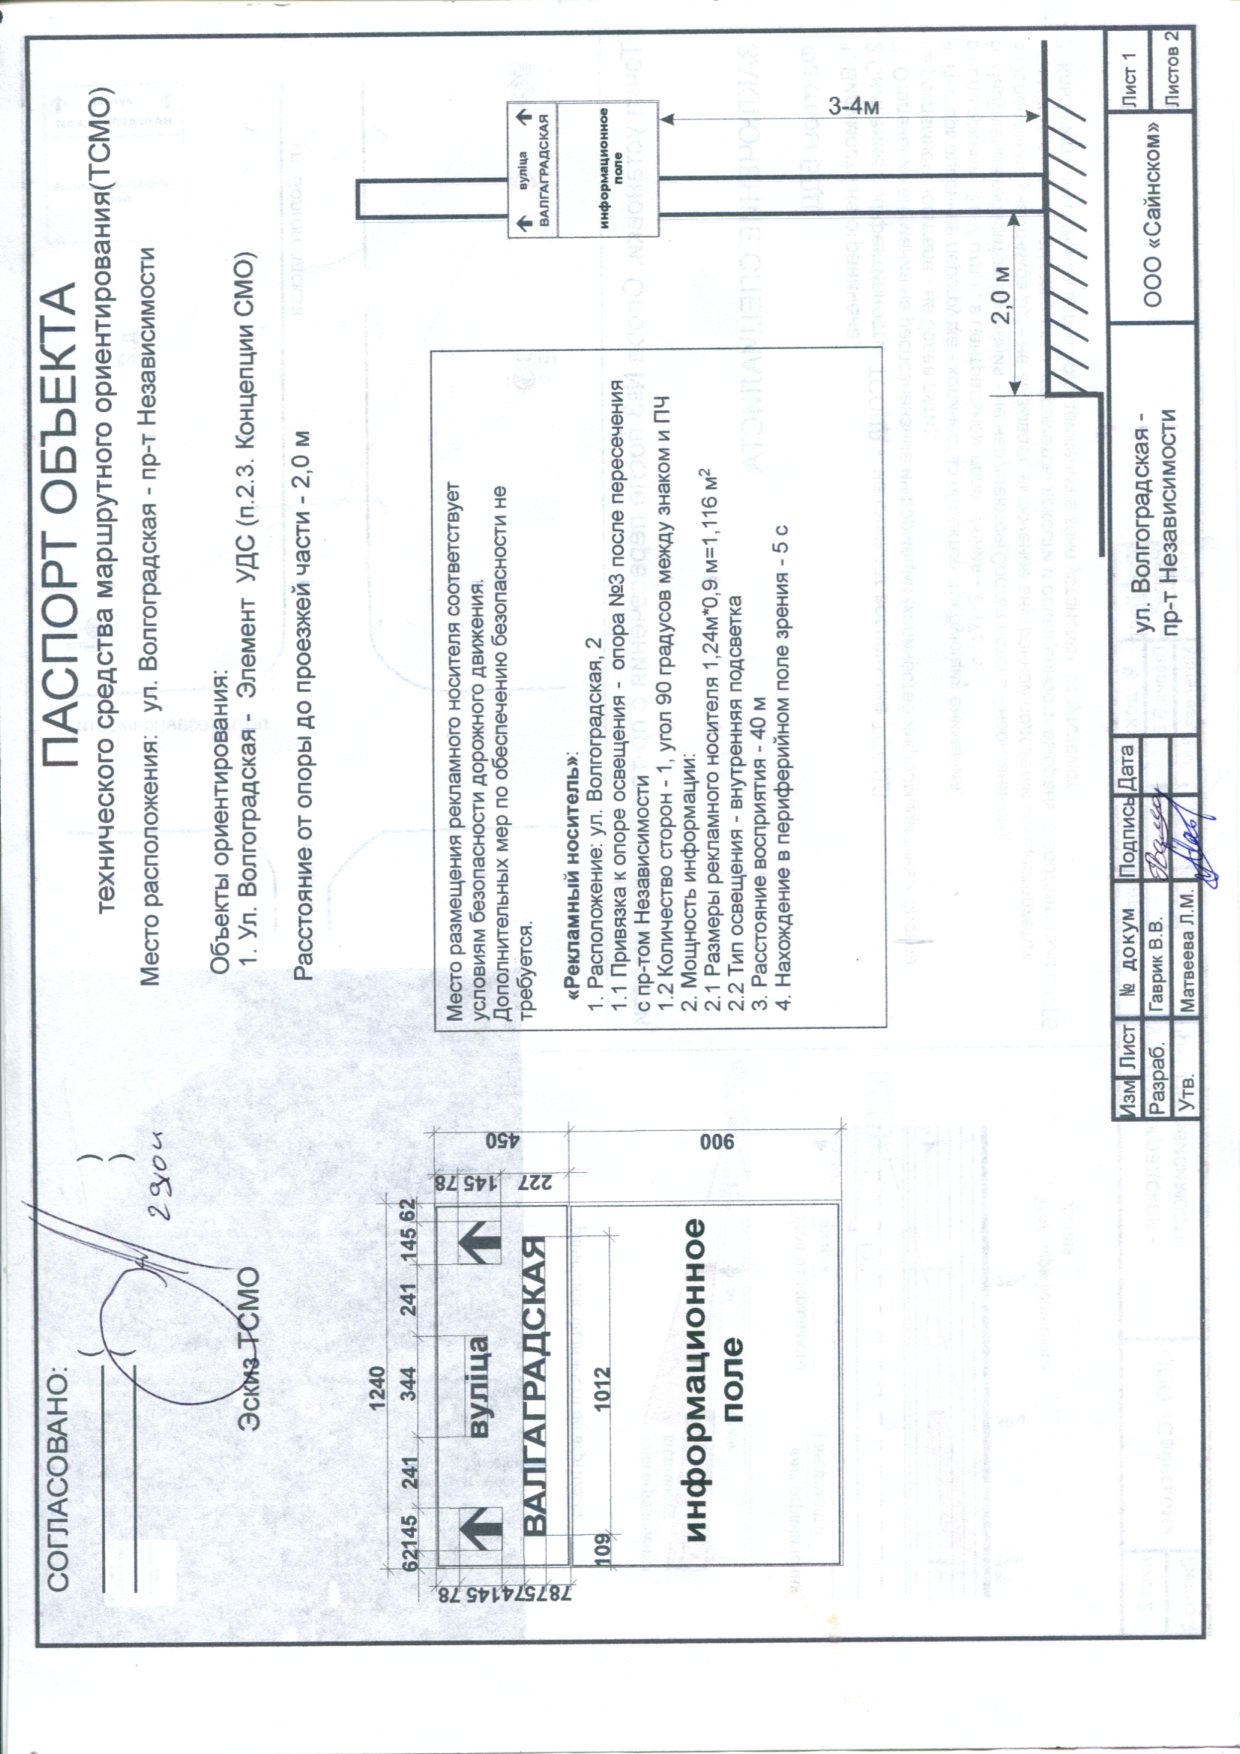 СОГЛАСОВАНО:
ПАСПОРТ ОБЪЕКТА
технического средства маршрутного ориентирования(ТСМО)
Место расположения: ул. Волгоградская - пр-т Независимости
Объекты ориентирования:
1. Ул. Волгоградская - Элемент УДС (п.2.3. Концепции СМО)
Расстояние от опоры до проезжей части - 2,0 м
Эскиз ТСМО
1240
62 145 241 344 241 145 62
78 145 74 75 78
78 145 227
450
900
вуліца
ВАЛГАГРАДСКАЯ
109 1012
информационное
поле
Место размещения рекламного носителя соответствует
условиям безопасности дорожного движения.
Дополнительных мер по обеспечению безопасности не
требуется.
«Рекламный носитель»:
1. Расположение: ул. Волгоградская, 2
1.1 Привязка к опоре освещения - опора №3 после пересечения
с пр-том Независимости
1.2 Количество сторон - 1, угол 90 градусов между знаком и ПЧ
2. Мощность информации:
2.1 Размеры рекламного носителя 1,24м*0,9 м=1,116 м²
2.2 Тип освещения - внутренняя подсветка
3. Расстояние восприятия - 40 м
4. Нахождение в периферийном поле зрения - 5 с
вуліца
ВАЛГАГРАДСКАЯ
информационное
поле
3-4м
2,0 м
Изм Лист № докум Подпись Дата
Разраб. Гаврик В.В.
Утв. Матвеева Л.М.
ул. Волгоградская -
пр-т Независимости
ООО «Сайнском»
Лист 1
Листов 2